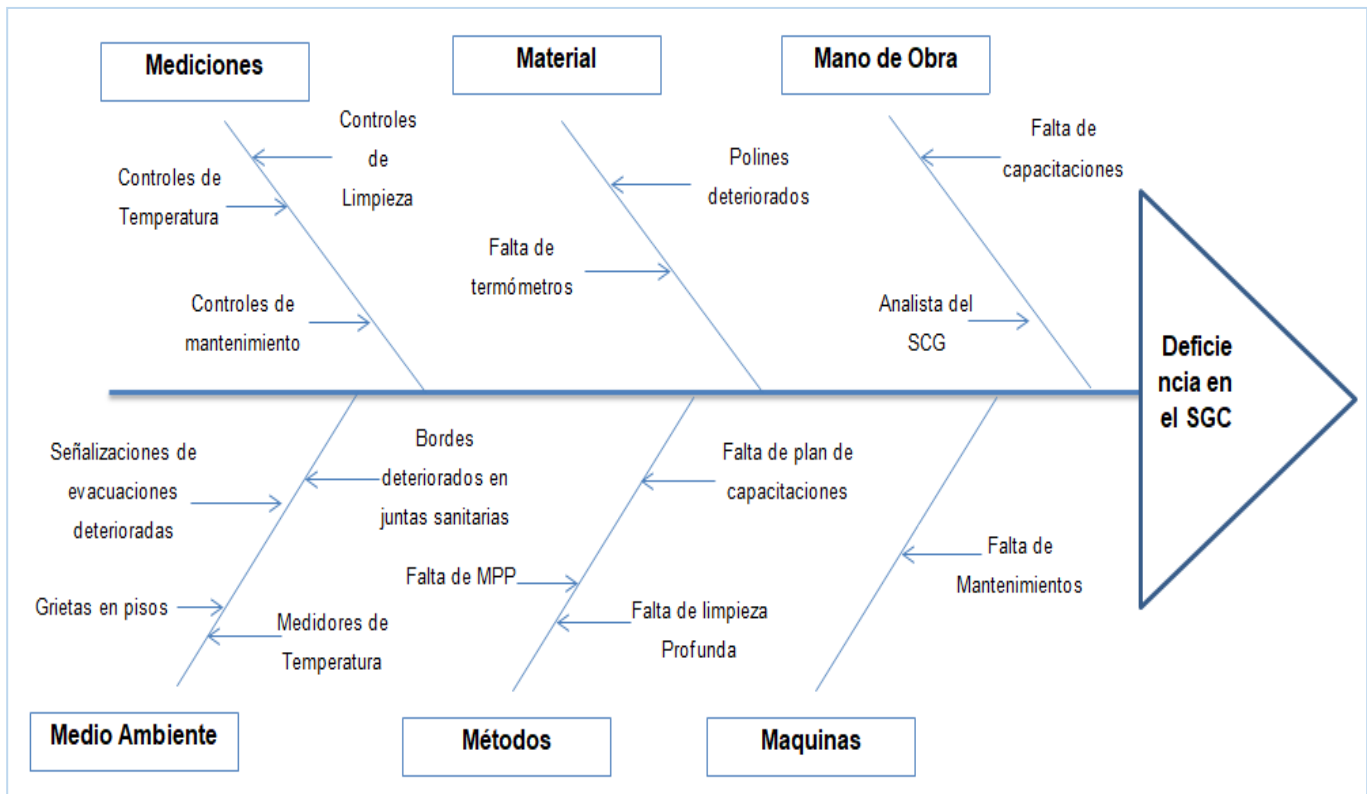 Mediciones
Material
Mano de Obra
Controles
de
Limpieza
Controles de
Temperatura
Controles de
mantenimiento
Polines
deteriorados
Falta de
termómetros
Falta de
capacitaciones
Analista del
SCG
Deficie
ncia en
el SGC
Señalizaciones de
evacuaciones
deterioradas
Bordes
deteriorados en
juntas sanitarias
Grietas en pisos
Medidores de
Temperatura
Falta de plan de
capacitaciones
Falta de MPP
Falta de limpieza
Profunda
Falta de
Mantenimientos
Medio Ambiente
Métodos
Maquinas